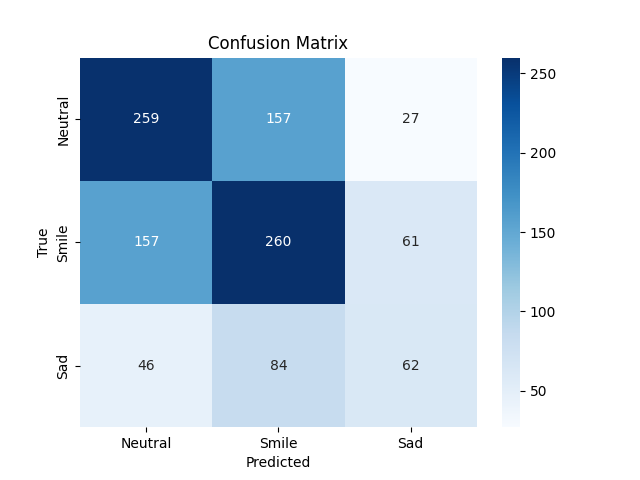 Confusion Matrix
Neutral
259
157
27
True
Smile
157
260
61
Sad
46
84
62
Neutral
Smile
Sad
Predicted
250
200
150
100
50